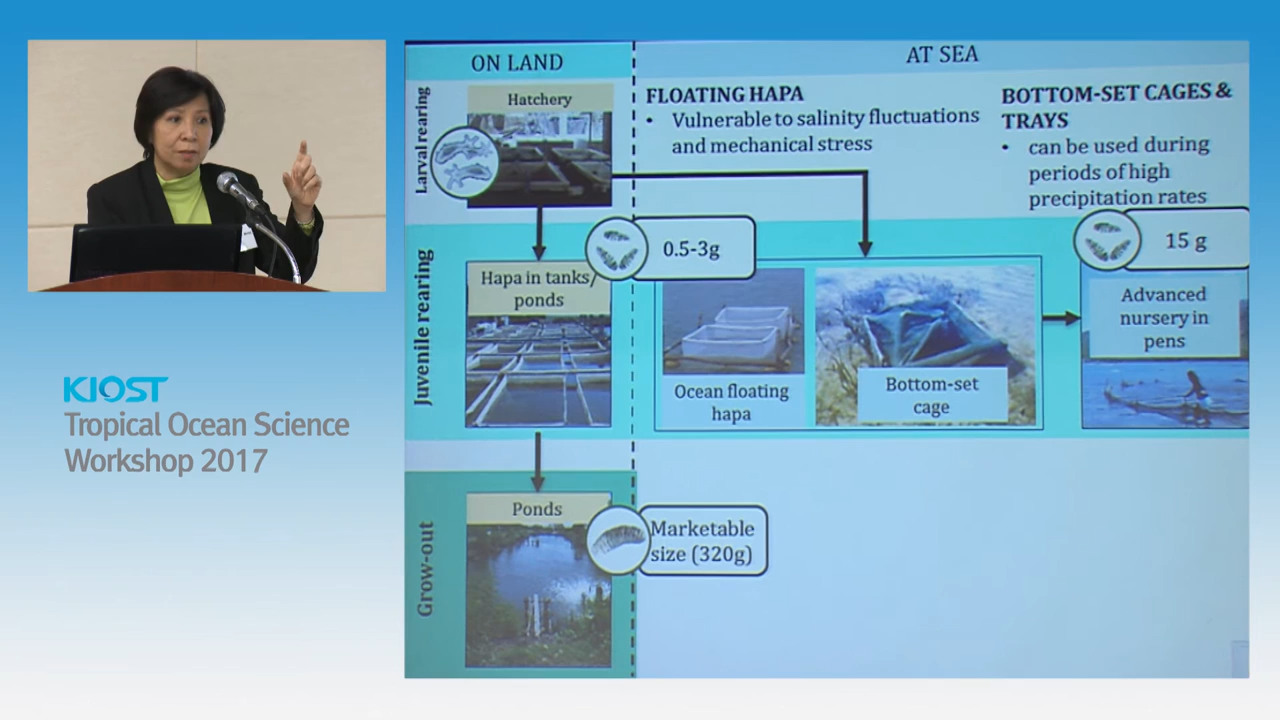 ON LAND
AT SEA
Larval rearing
Hatchery
FLOATING HAPA
• Vulnerable to salinity fluctuations
and mechanical stress
BOTTOM-SET CAGES &
TRAYS
• can be used during
periods of high
precipitation rates
Juvenile rearing
Hapa in tanks/
ponds
0.5-3g
Ocean floating
hapa
Bottom-set
cage
15 g
Advanced
nursery in
pens
Grow-out
Ponds
Marketable
size (320g)
KIOST
Tropical Ocean Science
Workshop 2017